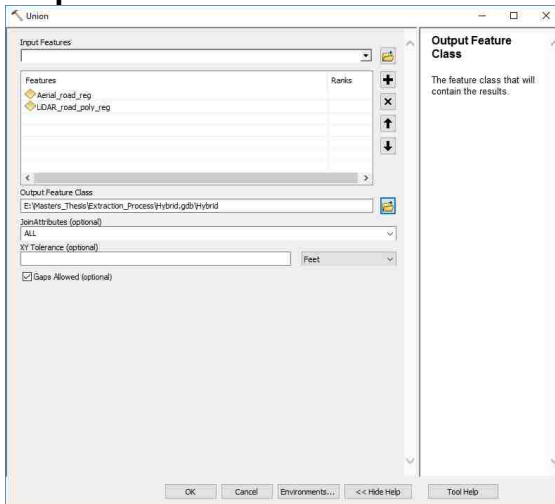 Union
Input Features
Features Ranks
Aerial_road_reg
LiDAR_road_poly_reg
Output Feature Class
E:\Masters_Thesis\Extraction_Process\Hybrid.gdb\Hybrid
JoinAttributes (optional)
ALL
XY Tolerance (optional)
Feet
Gaps Allowed (optional)
OK Cancel Environments... << Hide Help Tool Help
Output Feature
Class
The feature class that will
contain the results.